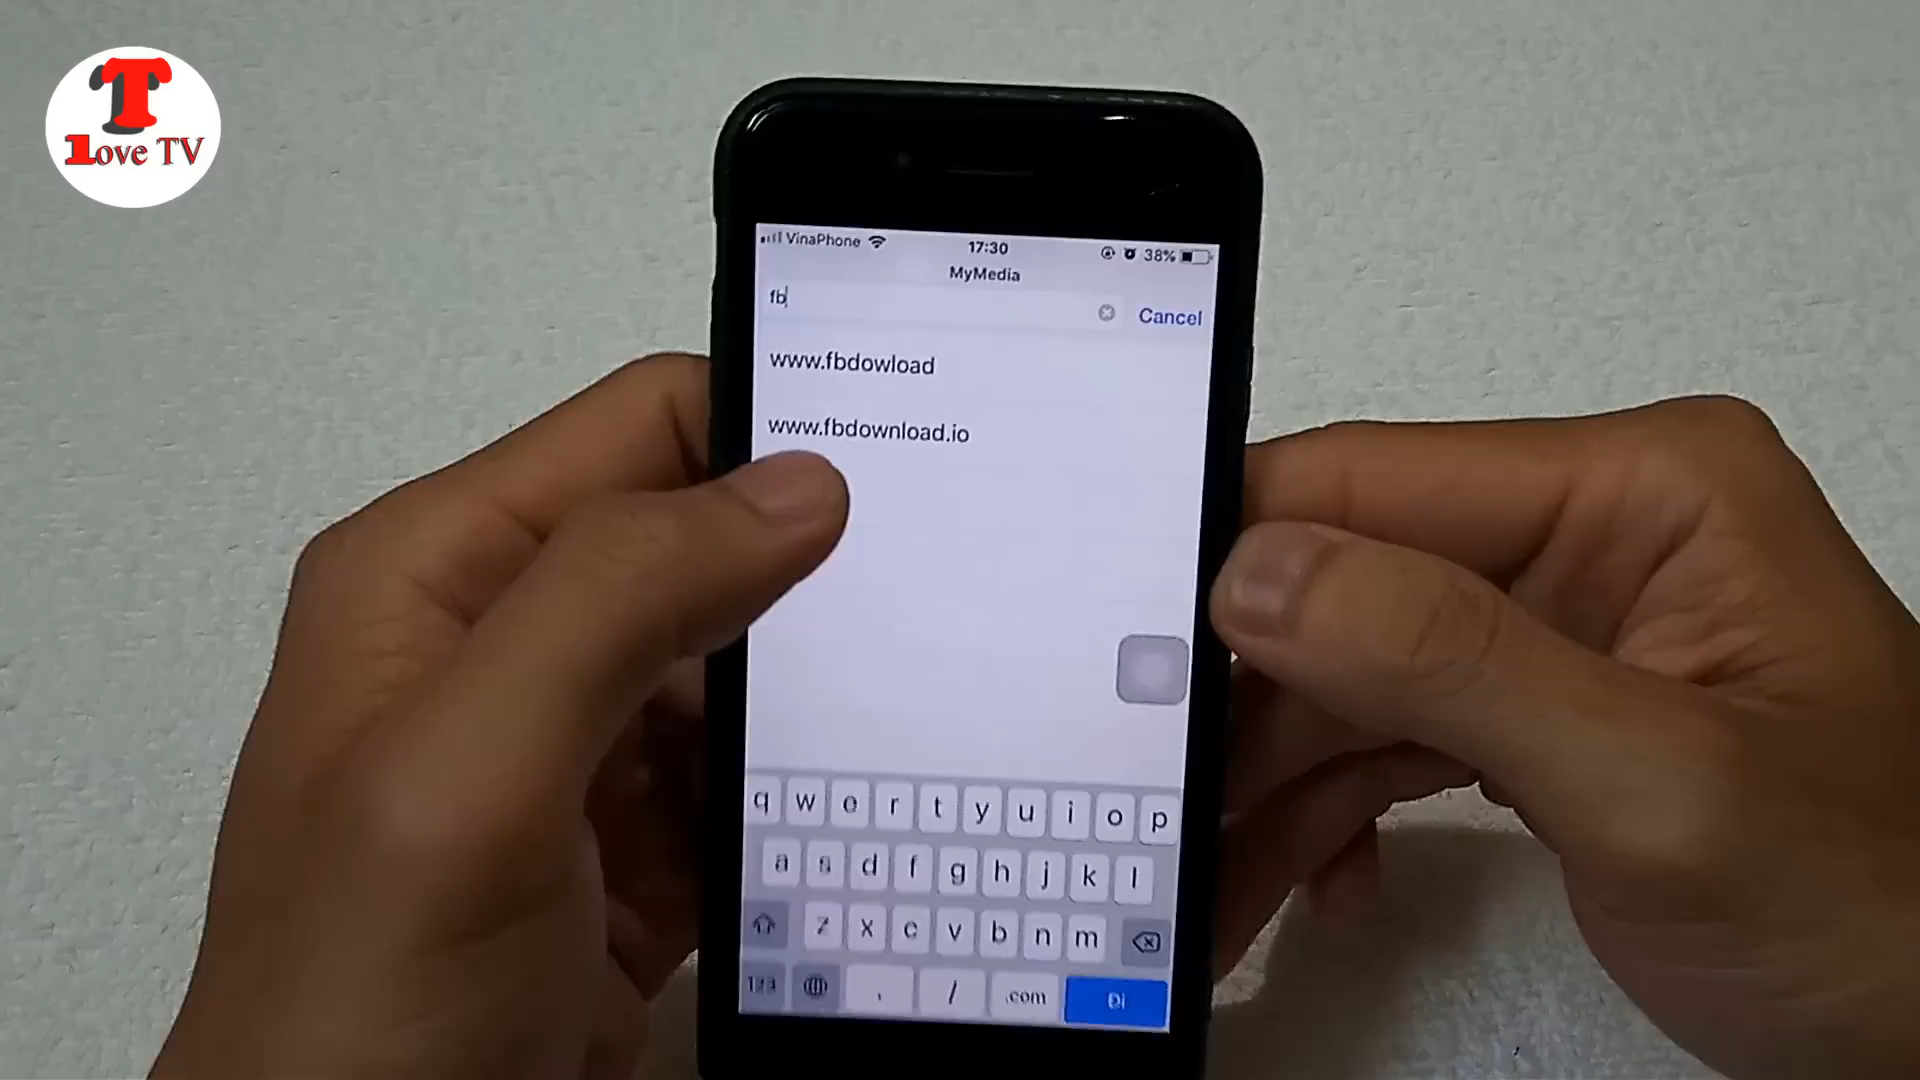 T
Love TV
VinaPhone 17:30 38%
MyMedia
fb
Cancel
www.fbdowload
www.fbdownload.io
q w e r t y u i o p
a s d f g h j k l
z x c v b n m
123 . / .com Đi